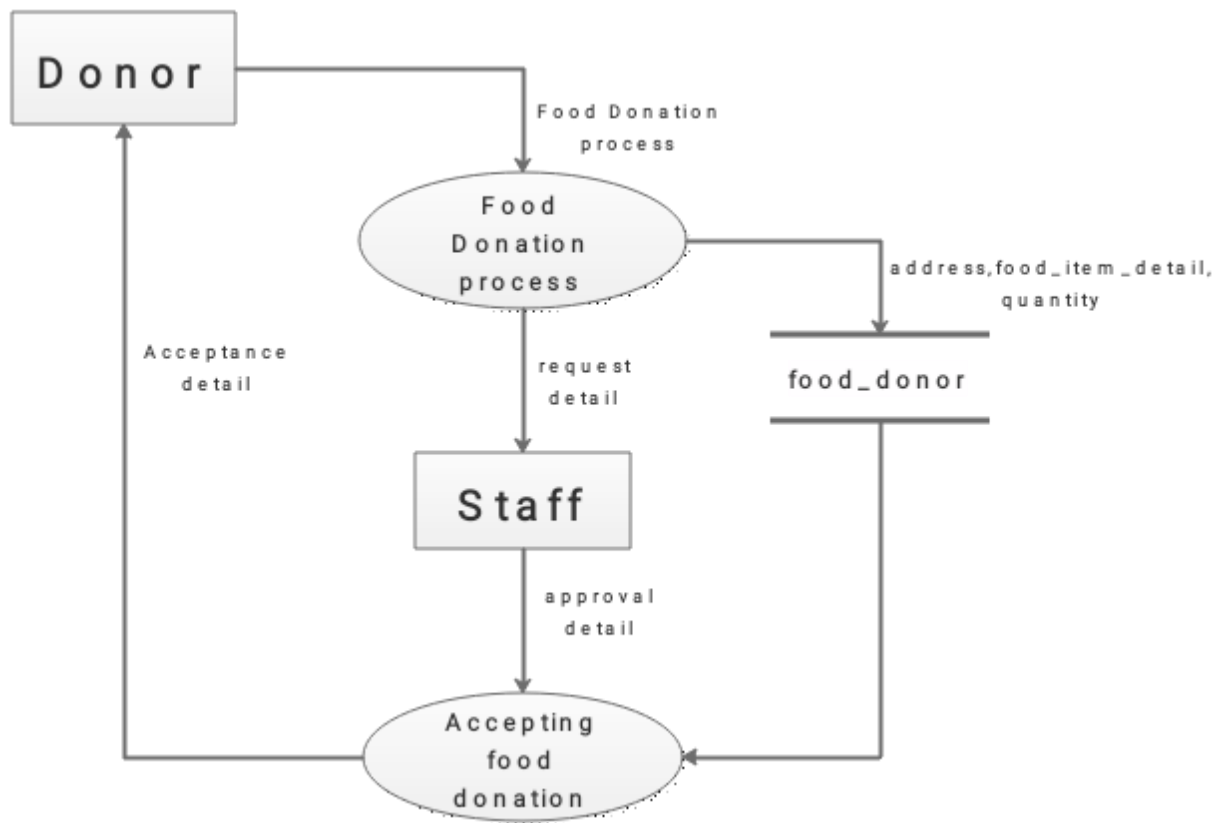 Donor
Food Donation
process
Food
Donation
process
address,food_item_detail,
quantity
Acceptance
detail
request
detail
food_donor
Staff
approval
detail
Accepting
food
donation